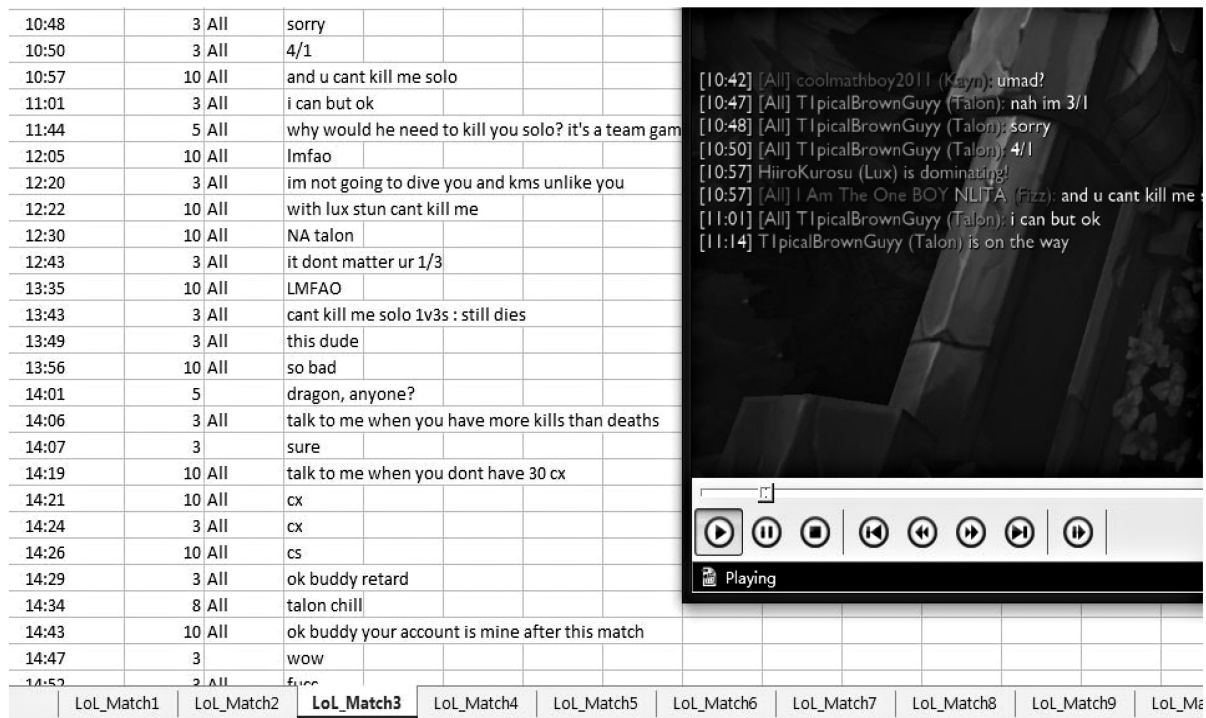 10:48 3 All sorry
10:50 3 All 4/1
10:57 10 All and u cant kill me solo
11:01 3 All i can but ok
11:44 5 All why would he need to kill you solo? it's a team gam
12:05 10 All lmfao
12:20 3 All im not going to dive you and kms unlike you
12:22 10 All with lux stun cant kill me
12:30 10 All NA talon
12:43 3 All it dont matter ur 1/3
13:35 10 All LMFAO
13:43 3 All cant kill me solo 1v3s : still dies
13:49 3 All this dude
13:56 10 All so bad
14:01 5 dragon, anyone?
14:06 3 All talk to me when you have more kills than deaths
14:07 3 sure
14:19 10 All talk to me when you dont have 30 cx
14:21 10 All cx
14:24 3 All cx
14:26 10 All cs
14:29 3 All ok buddy retard
14:34 8 All talon chill
14:43 10 All ok buddy your account is mine after this match
14:47 3 wow
14:52 3 All
[10:42] [All] coolmathboy2011 (Kayn): umad?
[10:47] [All] T1picalBrownGuyy (Talon): nah im 3/1
[10:48] [All] T1picalBrownGuyy (Talon): sorry
[10:50] [All] T1picalBrownGuyy (Talon): 4/1
[10:57] HiiroKurosu (Lux) is dominating!
[10:57] [All] I Am The One BOY NLITA (Fizz): and u cant kill me
[11:01] [All] T1picalBrownGuyy (Talon): i can but ok
[11:14] T1picalBrownGuyy (Talon) is on the way
Playing
LoL_Match1 LoL_Match2 LoL_Match3 LoL_Match4 LoL_Match5 LoL_Match6 LoL_Match7 LoL_Match8 LoL_Match9 LoL_Ma